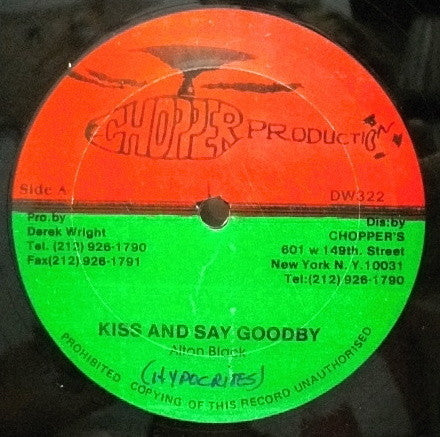 CHOPPER PRODUCTION
Side A
DW322
Pro.by
Derek Wright
Tel. (212) 926-1790
Fax(212) 926-1791
Dis:by
CHOPPER'S
601 w 149th. Street
New York N.Y.10031
Tel:(212) 926-1790
KISS AND SAY GOODBY
Alton Black
(HYPOCRITES)
PROHIBITED COPYING OF THIS RECORD UNAUTHORISED